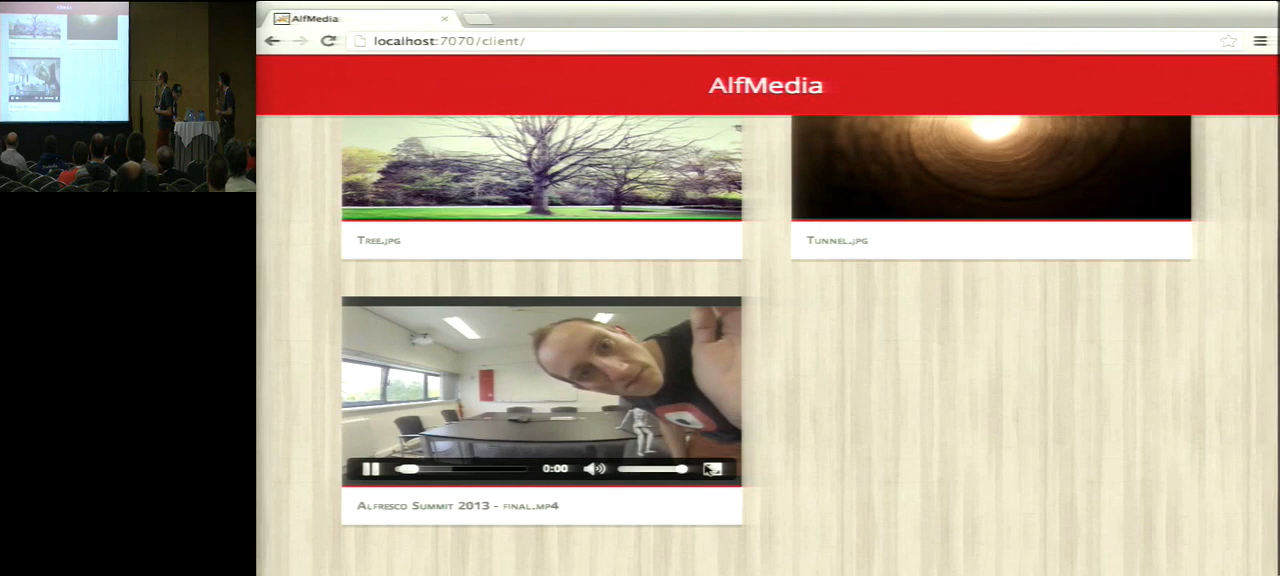 AlfMedia
localhost:7070/client/
AlfMedia
Tree.jpg
Tunnel.jpg
0:00
Alfresco Summit 2013 - final.mp4